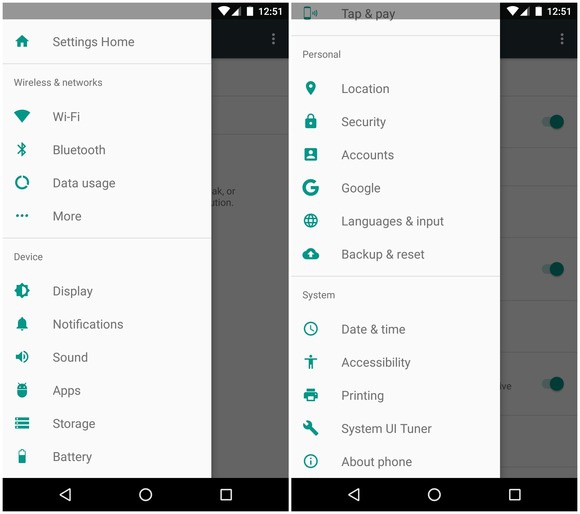 12:51
Settings Home
Wireless & networks
Wi-Fi
Bluetooth
Data usage
More
Device
Display
Notifications
Sound
Apps
Storage
Battery
ak, or
ution.
12:51
Tap & pay
Personal
Location
Security
Accounts
Google
Languages & input
Backup & reset
System
Date & time
Accessibility
Printing
System UI Tuner
About phone
ive